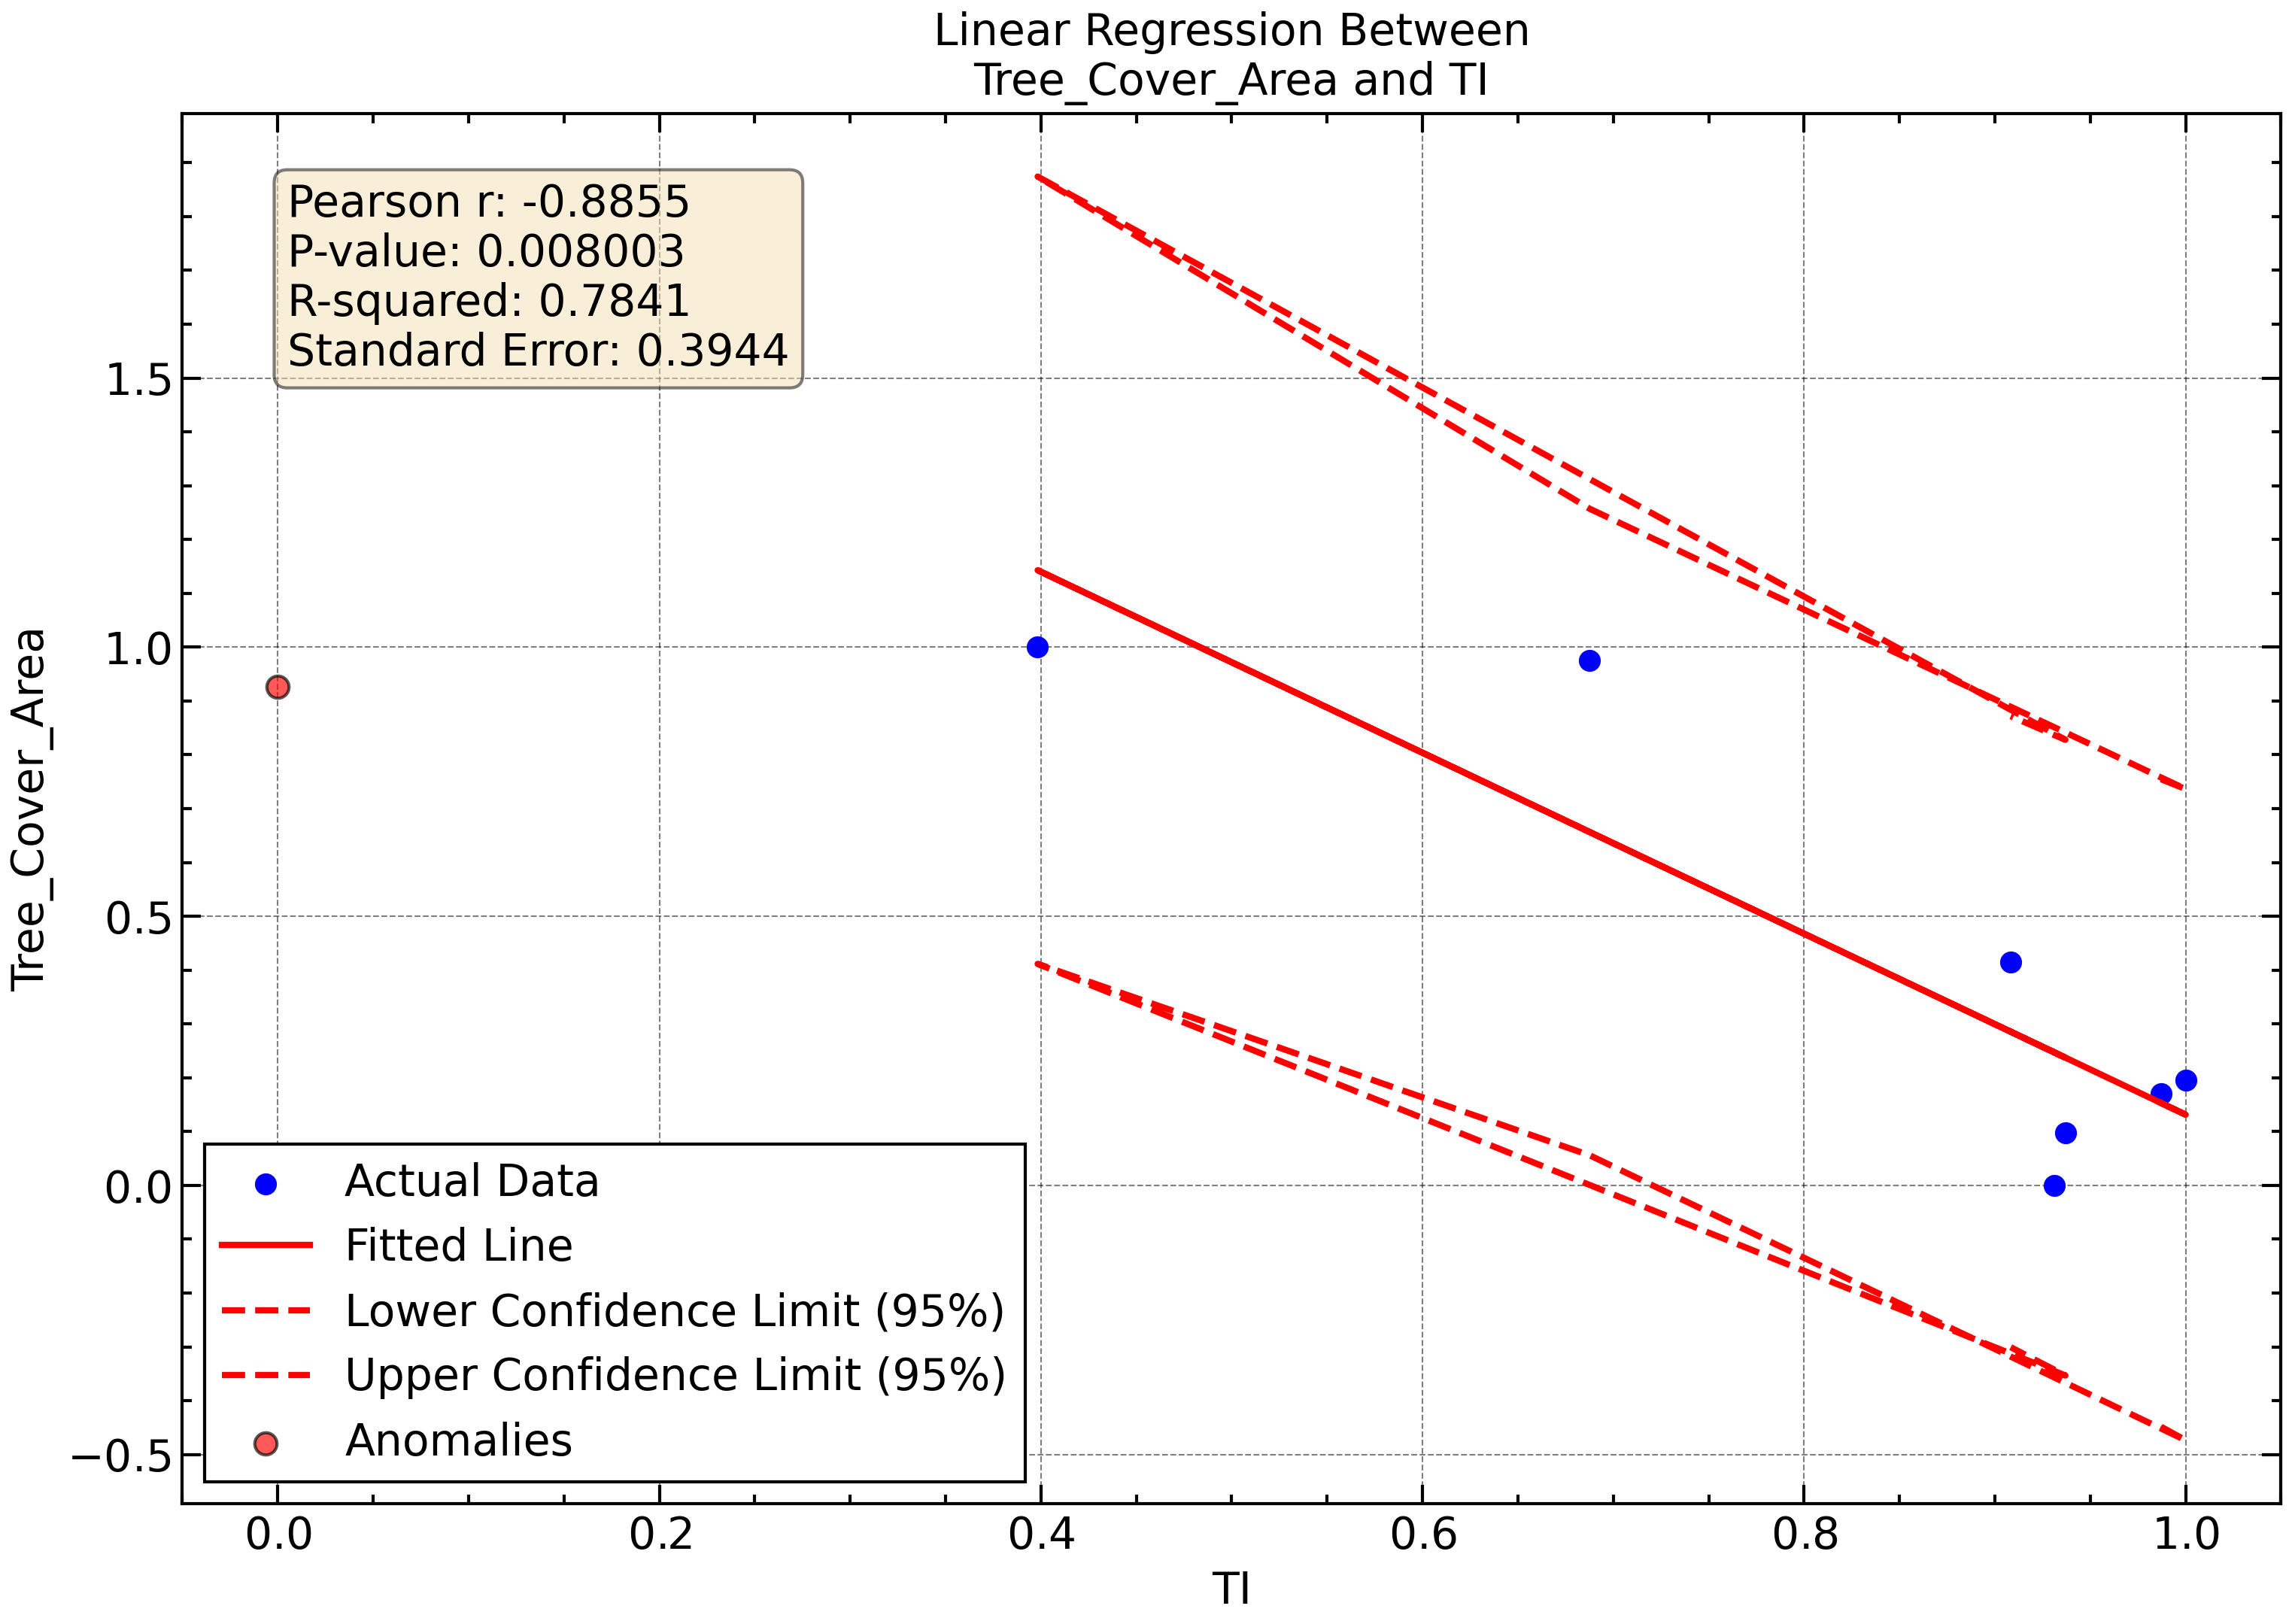 Linear Regression Between
Tree_Cover_Area and TI
Pearson r: -0.8855
P-value: 0.008003
R-squared: 0.7841
Standard Error: 0.3944
1.5
1.0
0.5
0.0
−0.5
Tree_Cover_Area
Actual Data
Fitted Line
Lower Confidence Limit (95%)
Upper Confidence Limit (95%)
Anomalies
0.0 0.2 0.4 0.6 0.8 1.0
TI